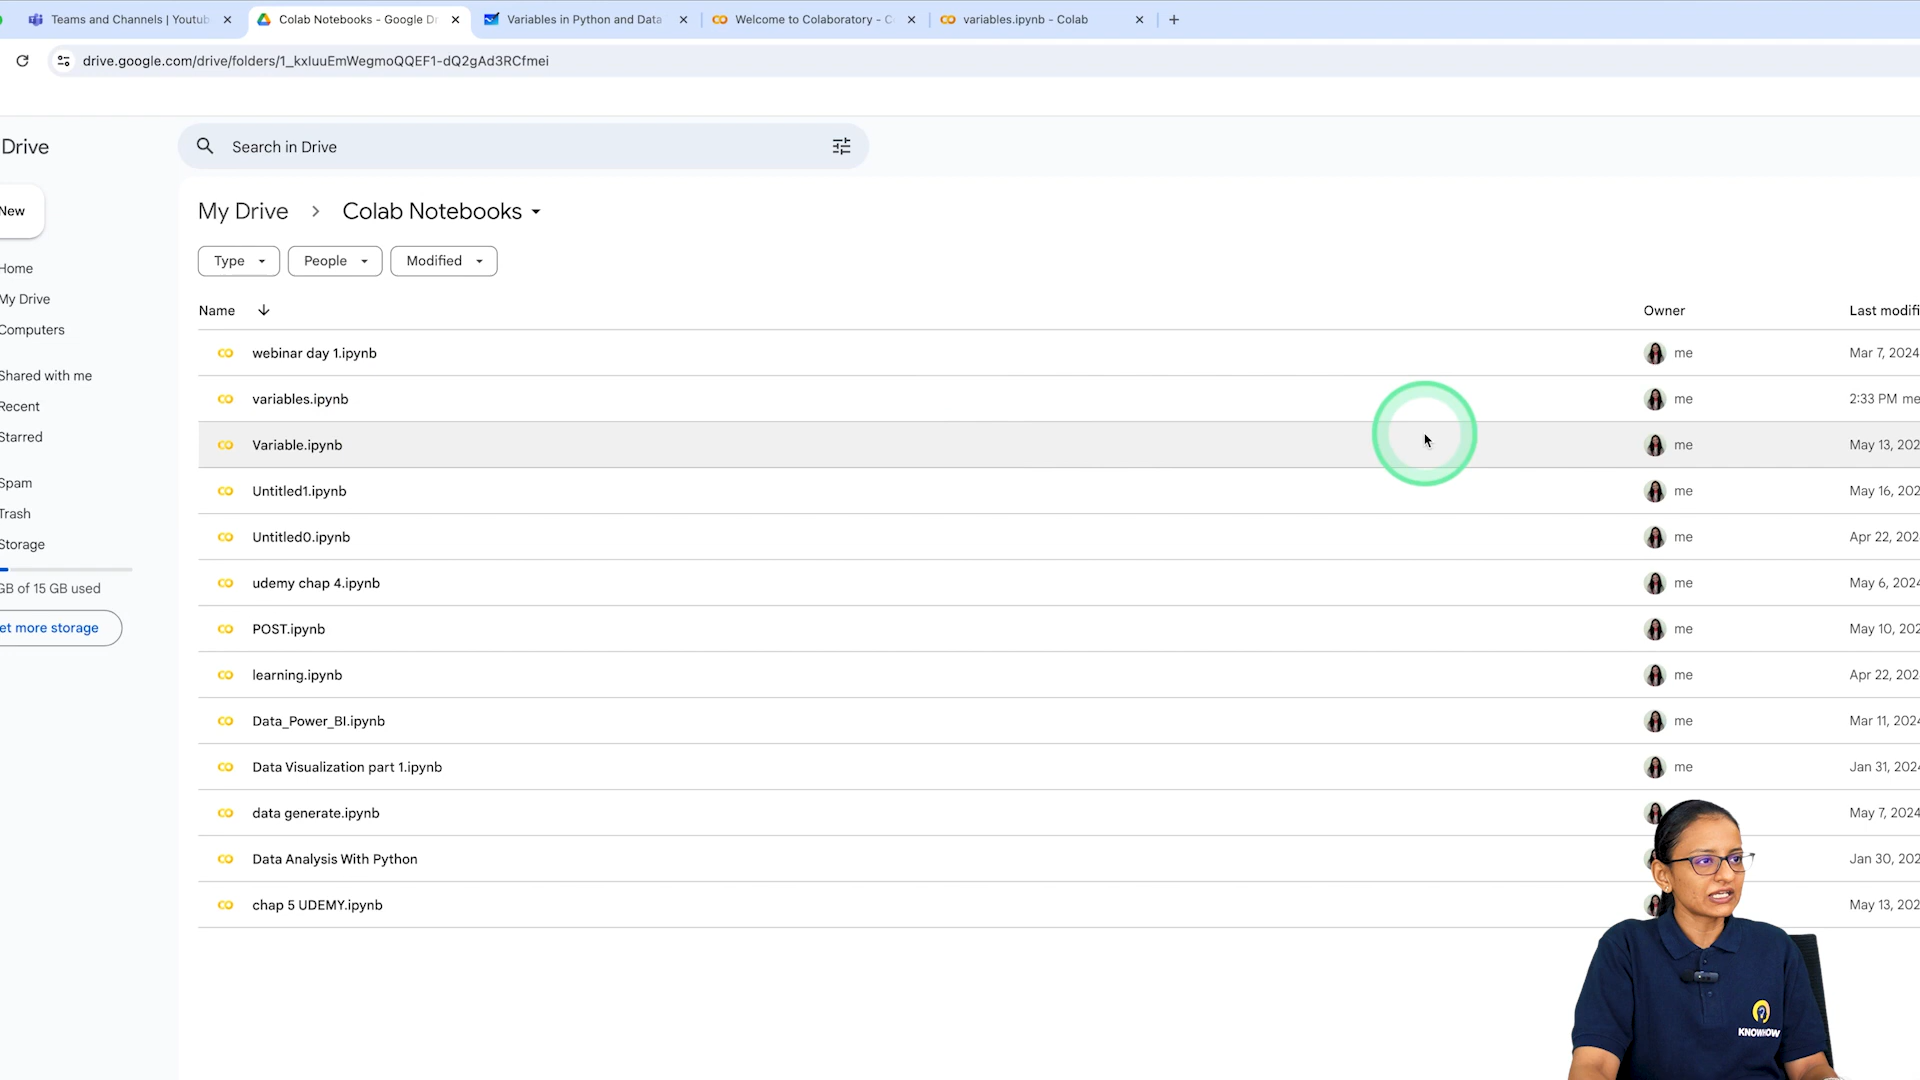 Teams and Channels | Youtub
Colab Notebooks - Google Dr
Variables in Python and Data
Welcome to Colaboratory - C
variables.ipynb - Colab
drive.google.com/drive/folders/1_kxIuuEmWegmoQQEF1-dQ2gAd3RCfmei
Drive
Search in Drive
New
My Drive > Colab Notebooks
Type
People
Modified
Home
My Drive
Computers
Shared with me
Recent
Starred
Spam
Trash
Storage
GB of 15 GB used
et more storage
Name Owner Last modifi
webinar day 1.ipynb me Mar 7, 2024
variables.ipynb me 2:33 PM me
Variable.ipynb me May 13, 202
Untitled1.ipynb me May 16, 202
Untitled0.ipynb me Apr 22, 202
udemy chap 4.ipynb me May 6, 2024
POST.ipynb me May 10, 202
learning.ipynb me Apr 22, 202
Data_Power_BI.ipynb me Mar 11, 2024
Data Visualization part 1.ipynb me Jan 31, 2024
data generate.ipynb May 7, 2024
Data Analysis With Python Jan 30, 202
chap 5 UDEMY.ipynb May 13, 202
KNOWHOW